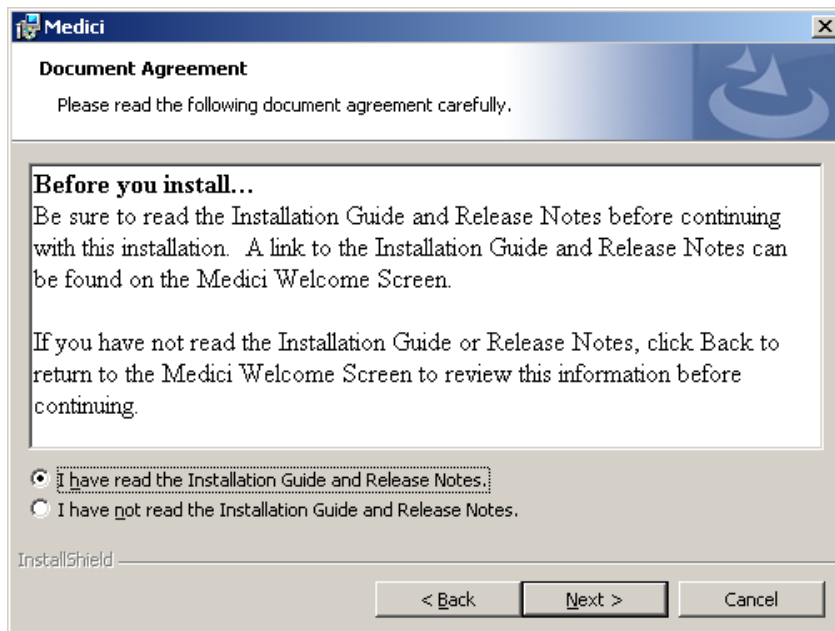 Medici
Document Agreement
Please read the following document agreement carefully.
Before you install...
Be sure to read the Installation Guide and Release Notes before continuing
with this installation.  A link to the Installation Guide and Release Notes can
be found on the Medici Welcome Screen.
If you have not read the Installation Guide or Release Notes, click Back to
return to the Medici Welcome Screen to review this information before
continuing.
I have read the Installation Guide and Release Notes.
I have not read the Installation Guide and Release Notes.
InstallShield
< Back
Next >
Cancel